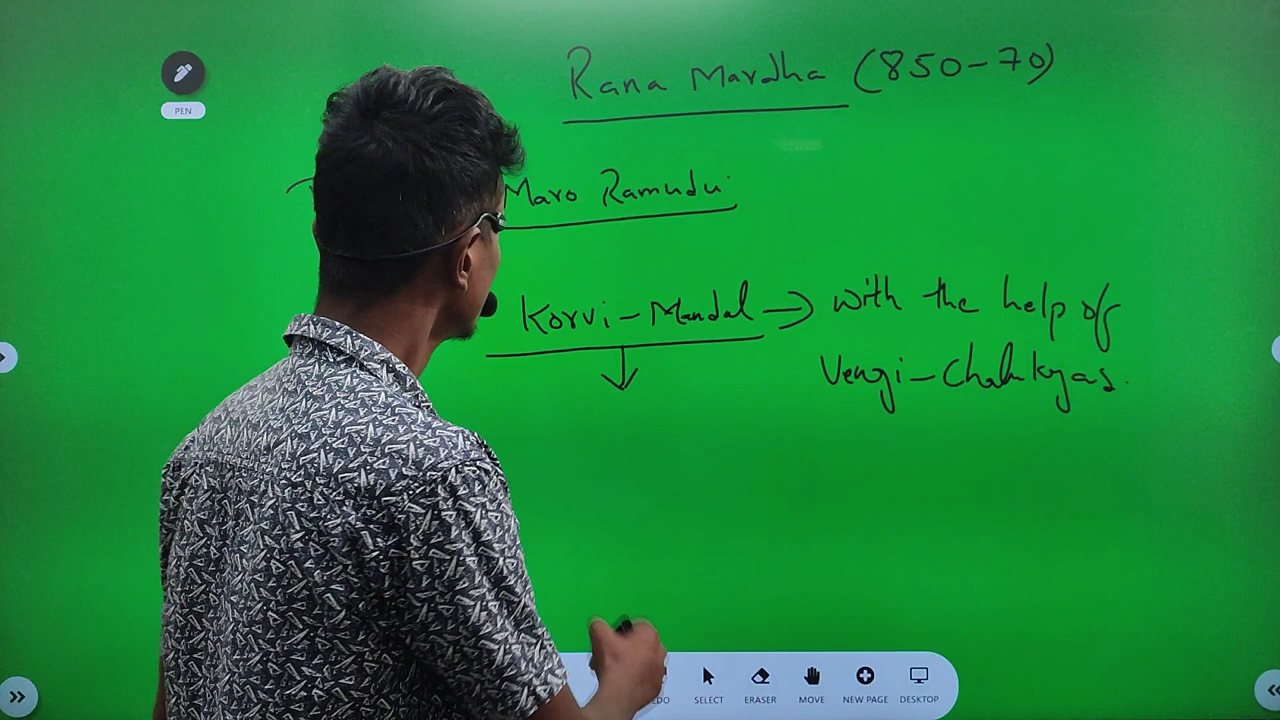 Rana Mardha (850-70)
PEN
Maro Ramudu
Korvi-Mandal → with the help of
Vengi-Chalukyas.
SELECT ERASER MOVE NEW PAGE DESKTOP